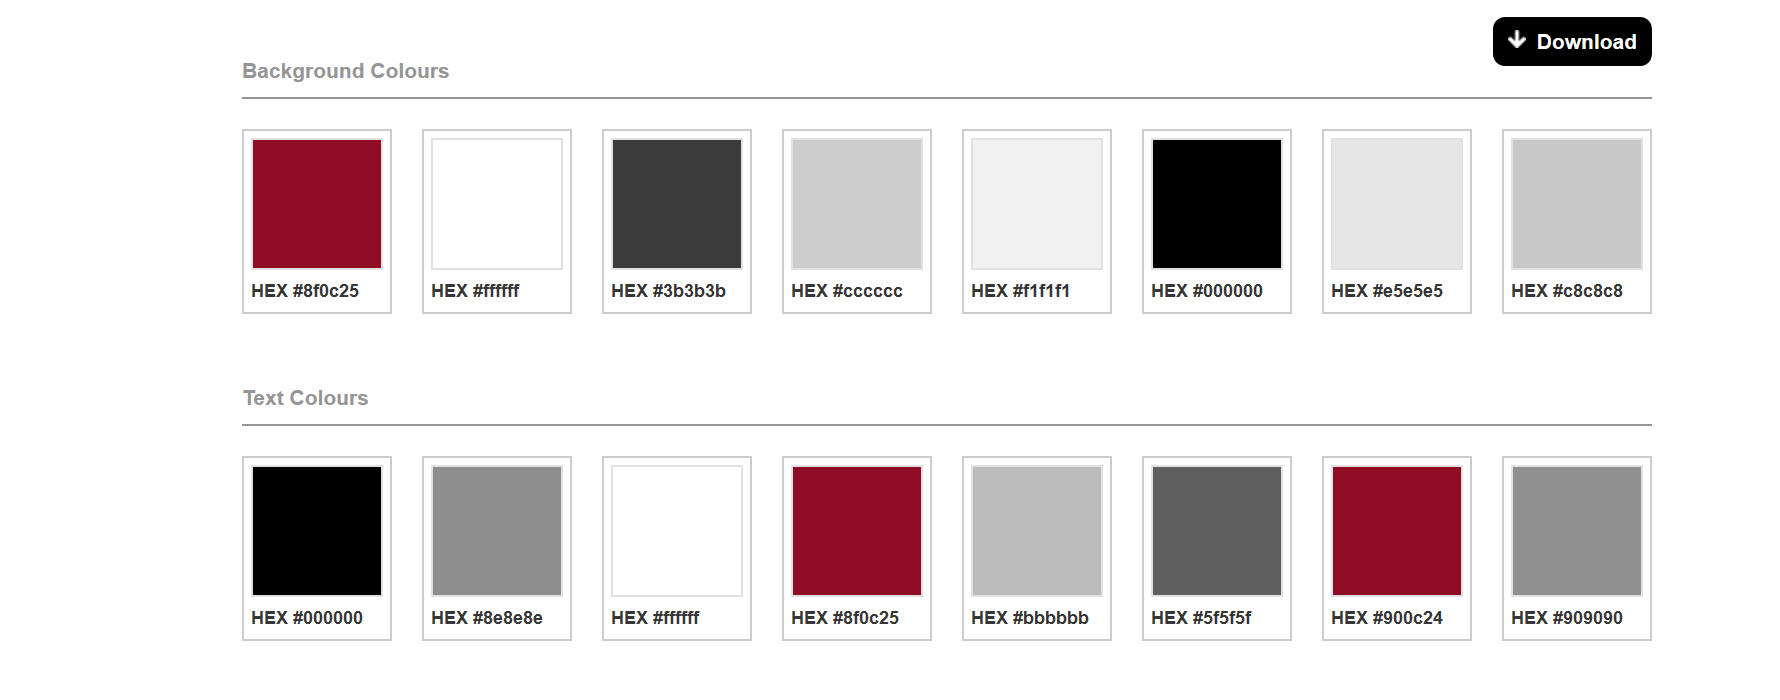 Download
Background Colours
HEX #8f0c25
HEX #ffffff
HEX #3b3b3b
HEX #cccccc
HEX #f1f1f1
HEX #000000
HEX #e5e5e5
HEX #c8c8c8
Text Colours
HEX #000000
HEX #8e8e8e
HEX #ffffff
HEX #8f0c25
HEX #bbbbbb
HEX #5f5f5f
HEX #900c24
HEX #909090